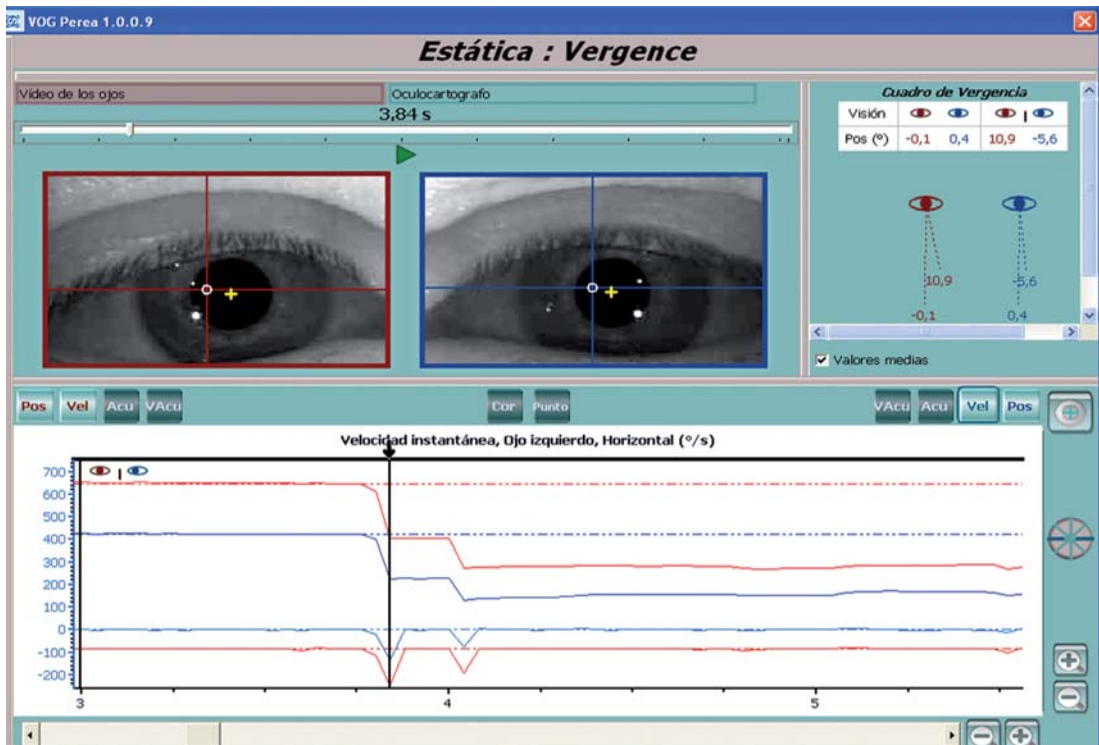 VOG Perea 1.0.0.9
Estática : Vergence
Vídeo de los ojos
Oculocartografo
3,84 s
Cuadro de Vergencia
Visión
Pos (º) -0,1 0,4 10,9 -5,6
10,9 -5,6
-0,1 0,4
Valores medias
Pos Vel Acu VAcu Cor Punto VAcu Acu Vel Pos
Velocidad instantánea, Ojo izquierdo, Horizontal (º/s)
700
600
500
400
300
200
100
0
-100
-200
3 4 5